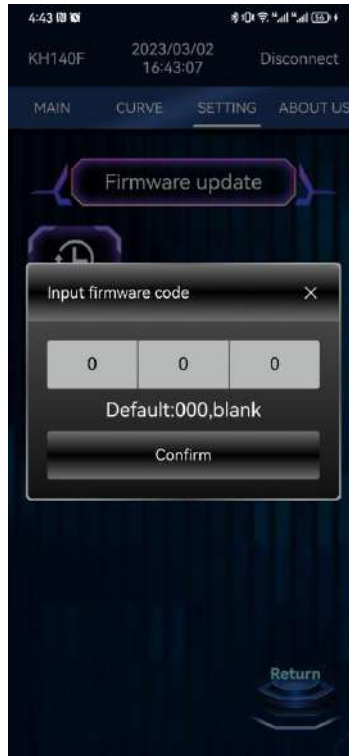 4:43
55
KH140F
2023/03/02
16:43:07
Disconnect
MAIN CURVE SETTING ABOUT US
Firmware update
Input firmware code
0 0 0
Default:000,blank
Confirm
Return